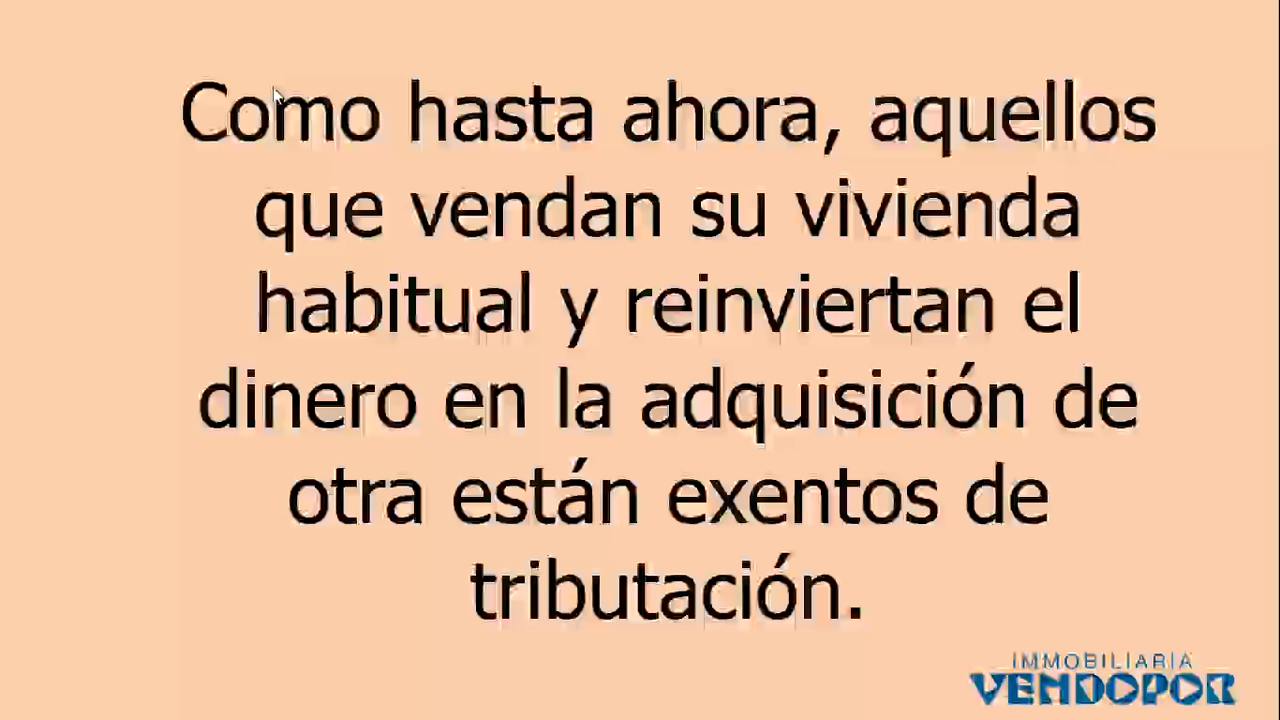 Como hasta ahora, aquellos
que vendan su vivienda
habitual y reinviertan el
dinero en la adquisición de
otra están exentos de
tributación.
IMMOBILIARIA
VENDOPOR